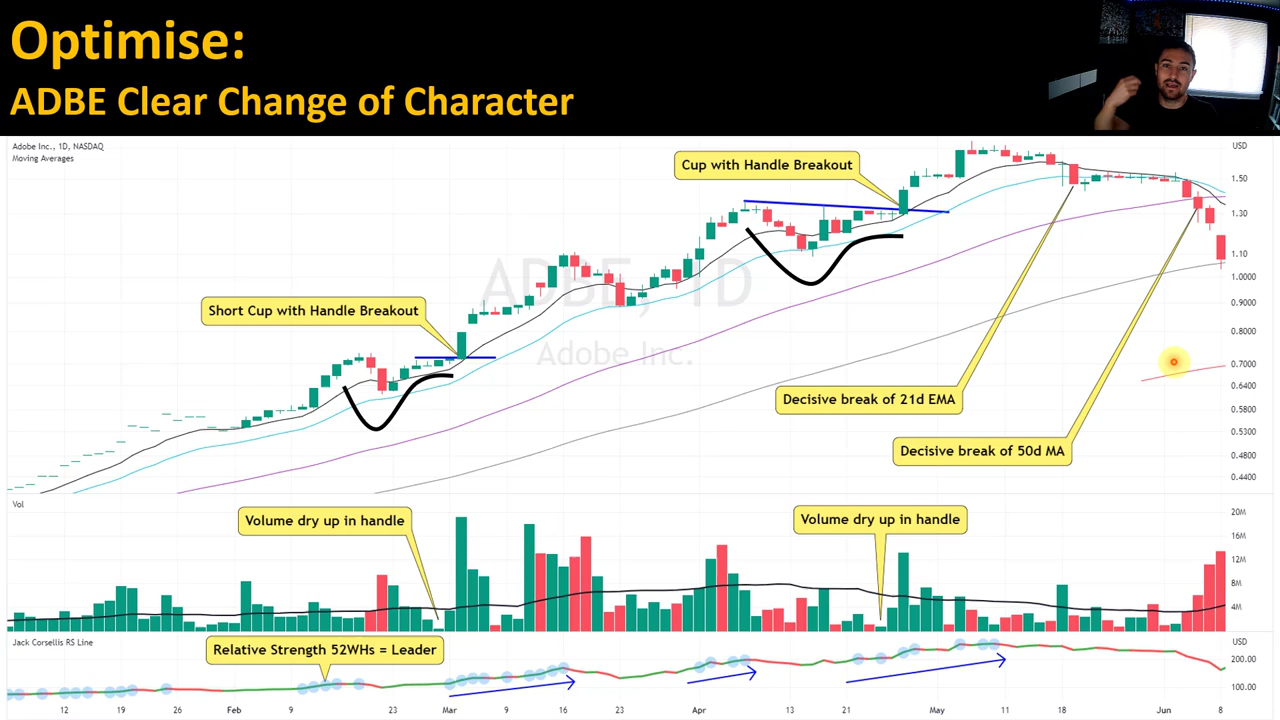 Optimise:
ADBE Clear Change of Character
Adobe Inc., 1D, NASDAQ
Moving Averages
USD
Cup with Handle Breakout
1.50
1.30
1.10
ADBE, 1D
1.0000
0.9000
Short Cup with Handle Breakout
0.8000
Adobe Inc.
0.7000
0.6400
Decisive break of 21d EMA
0.5800
0.5300
Decisive break of 50d MA
0.4800
0.4400
Vol
20M
Volume dry up in handle
Volume dry up in handle
16M
12M
8M
4M
Jack Corsellis RS Line
USD
Relative Strength 52WHs = Leader
200.00
100.00
12 19 26 Feb 9 23 Mar 9 16 23 Apr 13 21 May 11 18 Jun 8